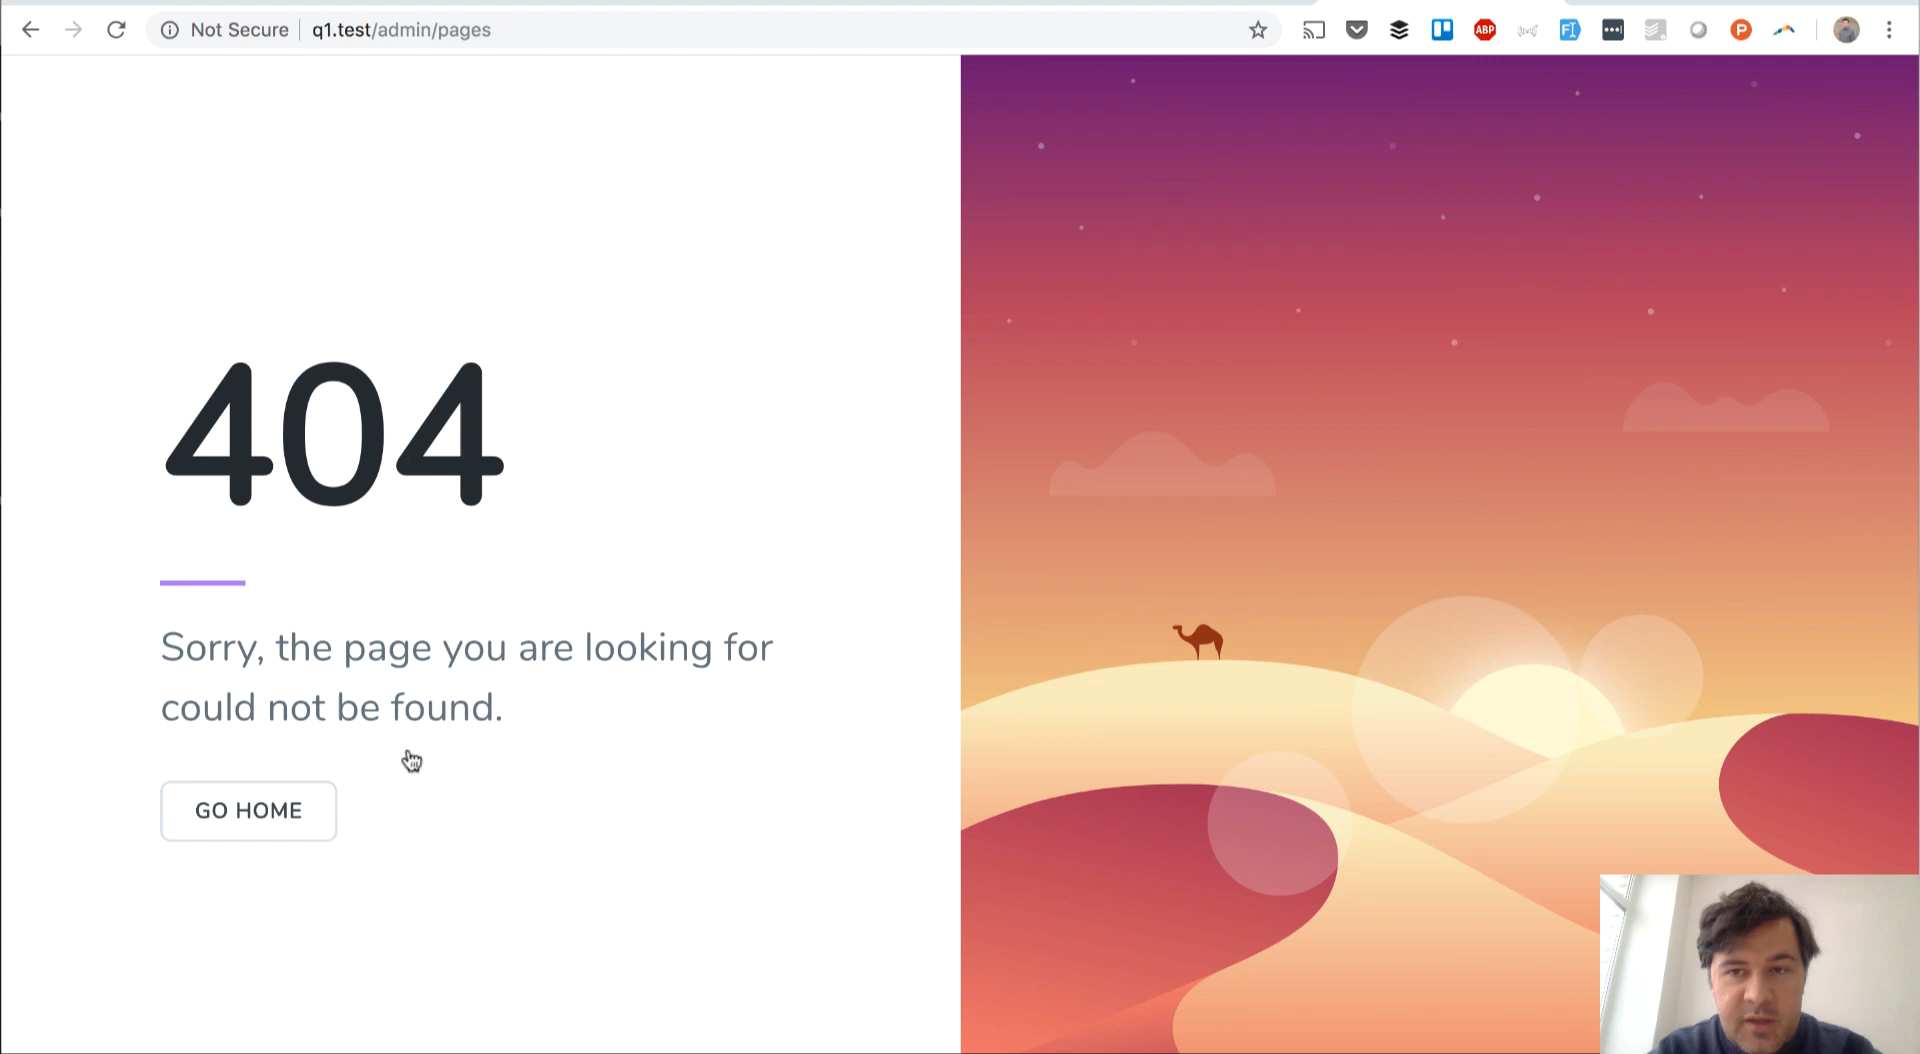 Not Secure q1.test/admin/pages
ABP
P
404
Sorry, the page you are looking for
could not be found.
GO HOME